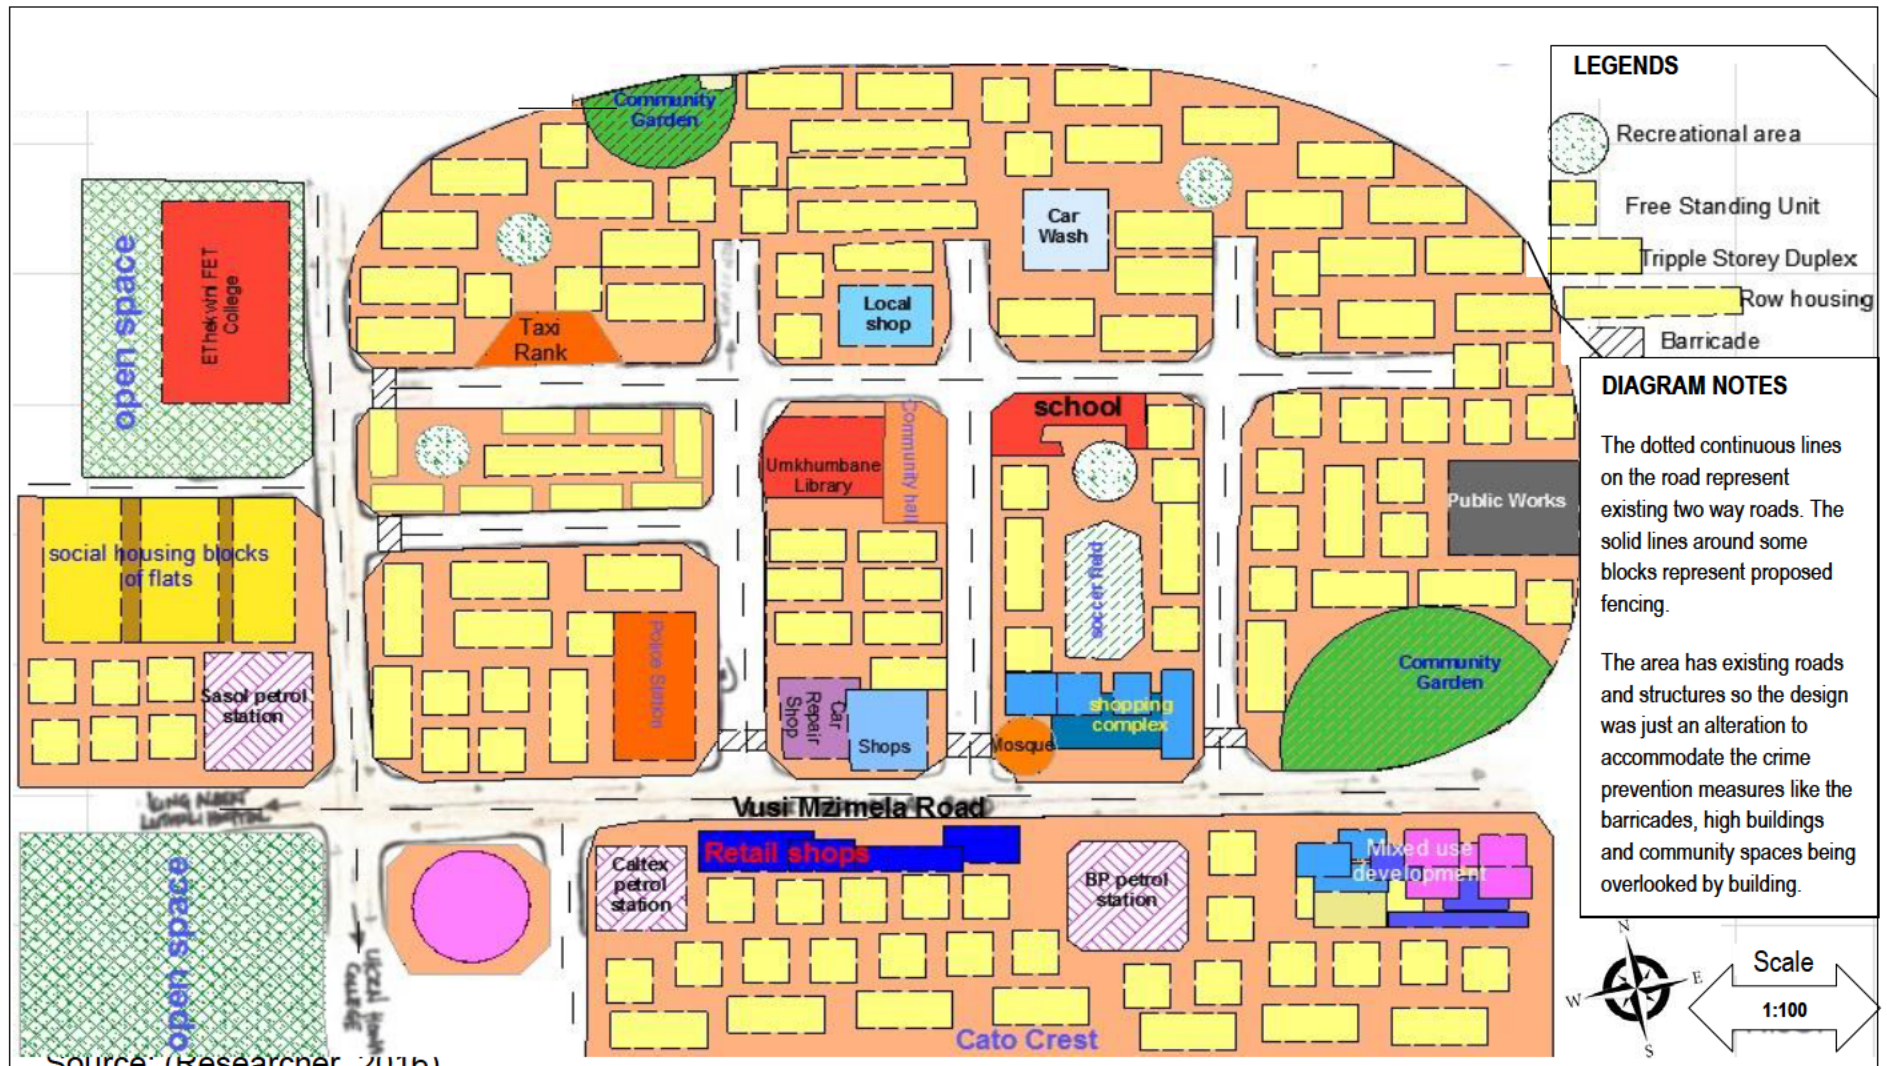 LEGENDS
Recreational area
Free Standing Unit
Tripple Storey Duplex
Row housing
Barricade
DIAGRAM NOTES
The dotted continuous lines
on the road represent
existing two way roads. The
solid lines around some
blocks represent proposed
fencing.
The area has existing roads
and structures so the design
was just an alteration to
accommodate the crime
prevention measures like the
barricades, high buildings
and community spaces being
overlooked by building.
Community
Garden
open space
EThekwini FET
College
Car
Wash
Local
shop
Taxi
Rank
school
Umkhumbane
Library
Community hall
Public Works
social housing blocks
of flats
soccer field
Police Station
Sasol petrol
station
Car
Repair
Shop
Shops
Mosque
shopping
complex
Community
Garden
Vusi Mzimela Road
open space
Caltex
petrol
station
Retail shops
BP petrol
station
Mixed use
development
Cato Crest
N
E
W
S
Scale
1:100
Source: (Researcher, 2016)